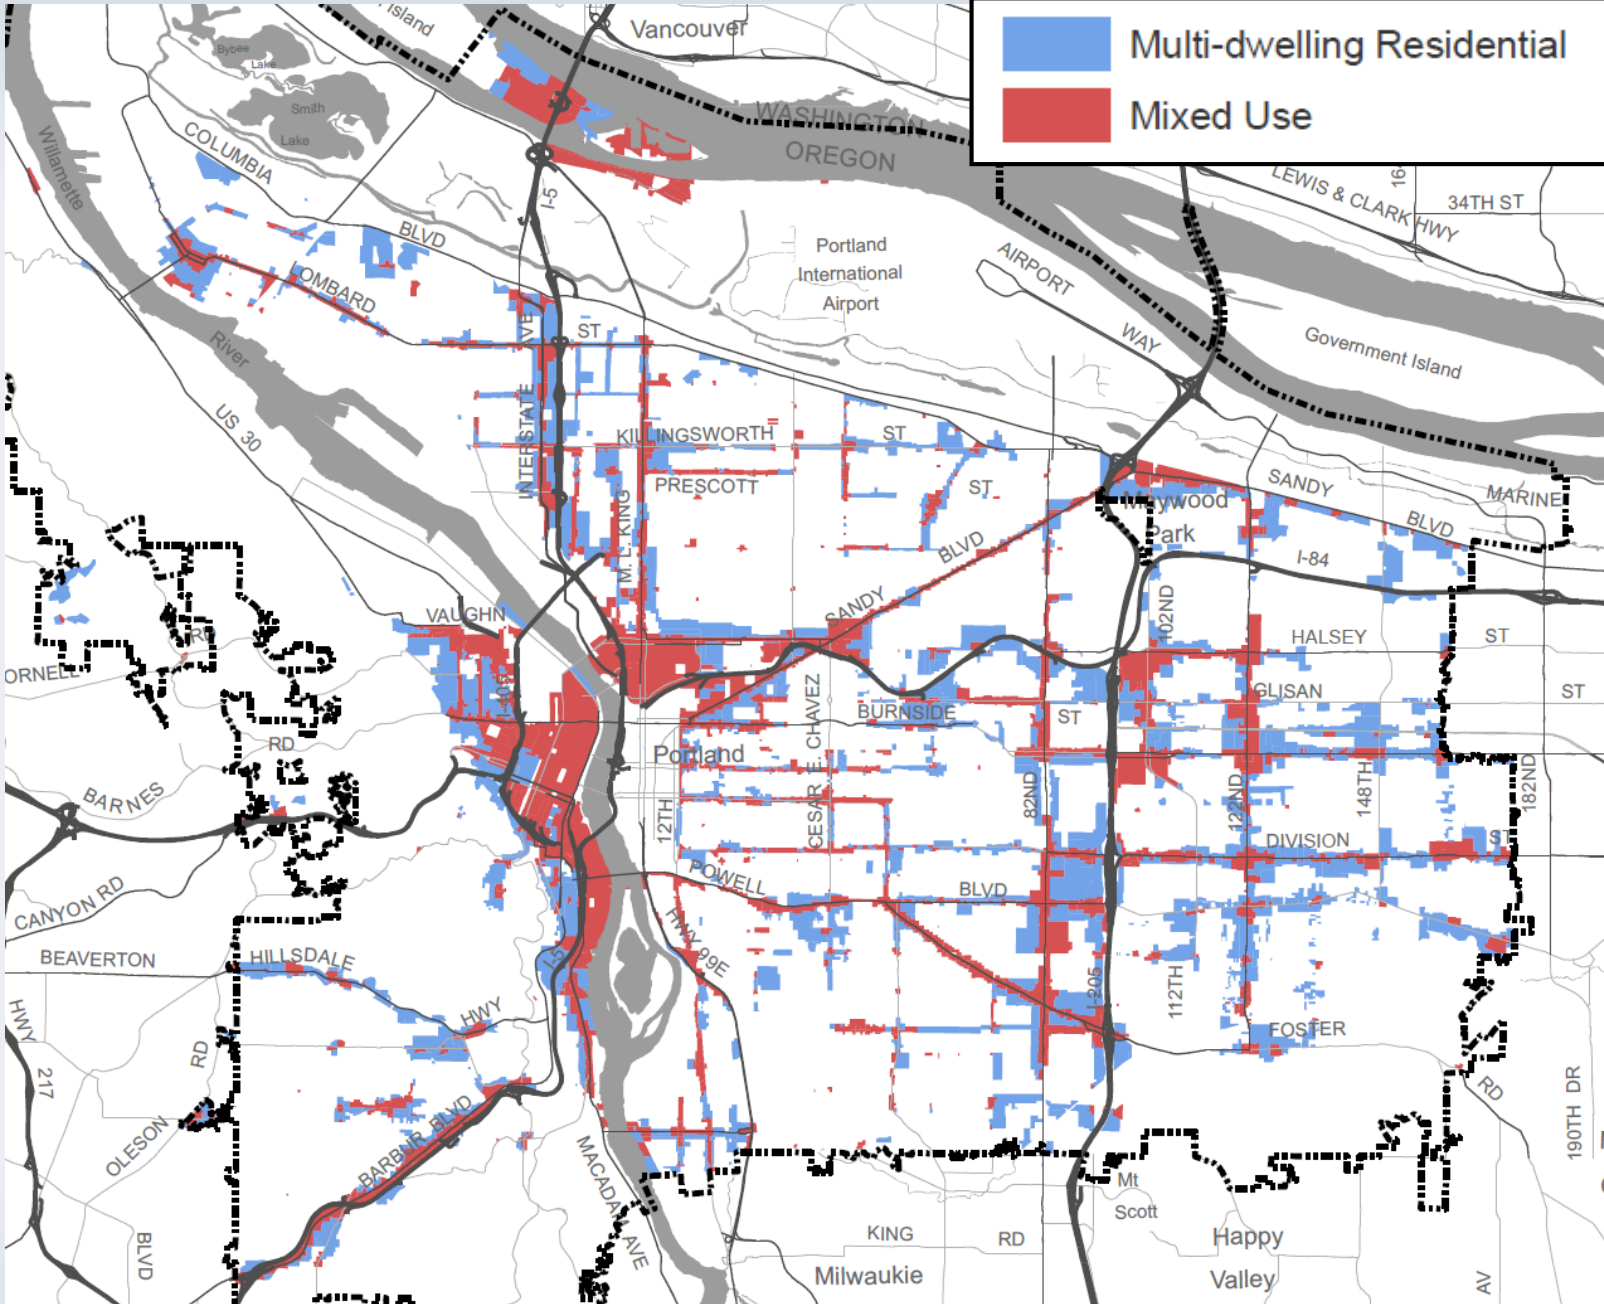 Multi-dwelling Residential
Mixed Use
Island
Vancouver
Bybee
Lake
Smith
Lake
WASHINGTON
OREGON
COLUMBIA
BLVD
Willamette
River
LOMBARD
I-5
AVE
ST
Portland
International
Airport
AIRPORT
WAY
LEWIS & CLARK HWY
34TH ST
Government Island
US 30
INTERSTATE
KILLINGSWORTH
ST
PRESCOTT
ST
M. L. KING
SANDY
BLVD
Maywood
Park
SANDY
BLVD
MARINE
I-84
VAUGHN
RD
RD
I-405
102ND
HALSEY
ST
GLISAN
ST
BURNSIDE
ST
Portland
CESAR E. CHAVEZ
12TH
82ND
122ND
148TH
182ND
BARNES
CANYON RD
DIVISION
ST
POWELL
BLVD
HWY 99E
BEAVERTON
HILLSDALE
HWY
I-5
I-205
112TH
FOSTER
RD
HWY
217
RD
OLESON
BARBUR BLVD
MACADAM AVE
BLVD
Mt
Scott
KING
RD
Milwaukie
Happy
Valley
190TH DR
AV